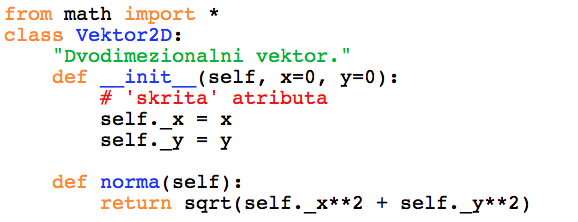 from math import *
class Vektor2D:
    "Dvodimezionalni vektor."
    def __init__(self, x=0, y=0):
        # 'skrita' atributa
        self._x = x
        self._y = y

    def norma(self):
        return sqrt(self._x**2 + self._y**2)